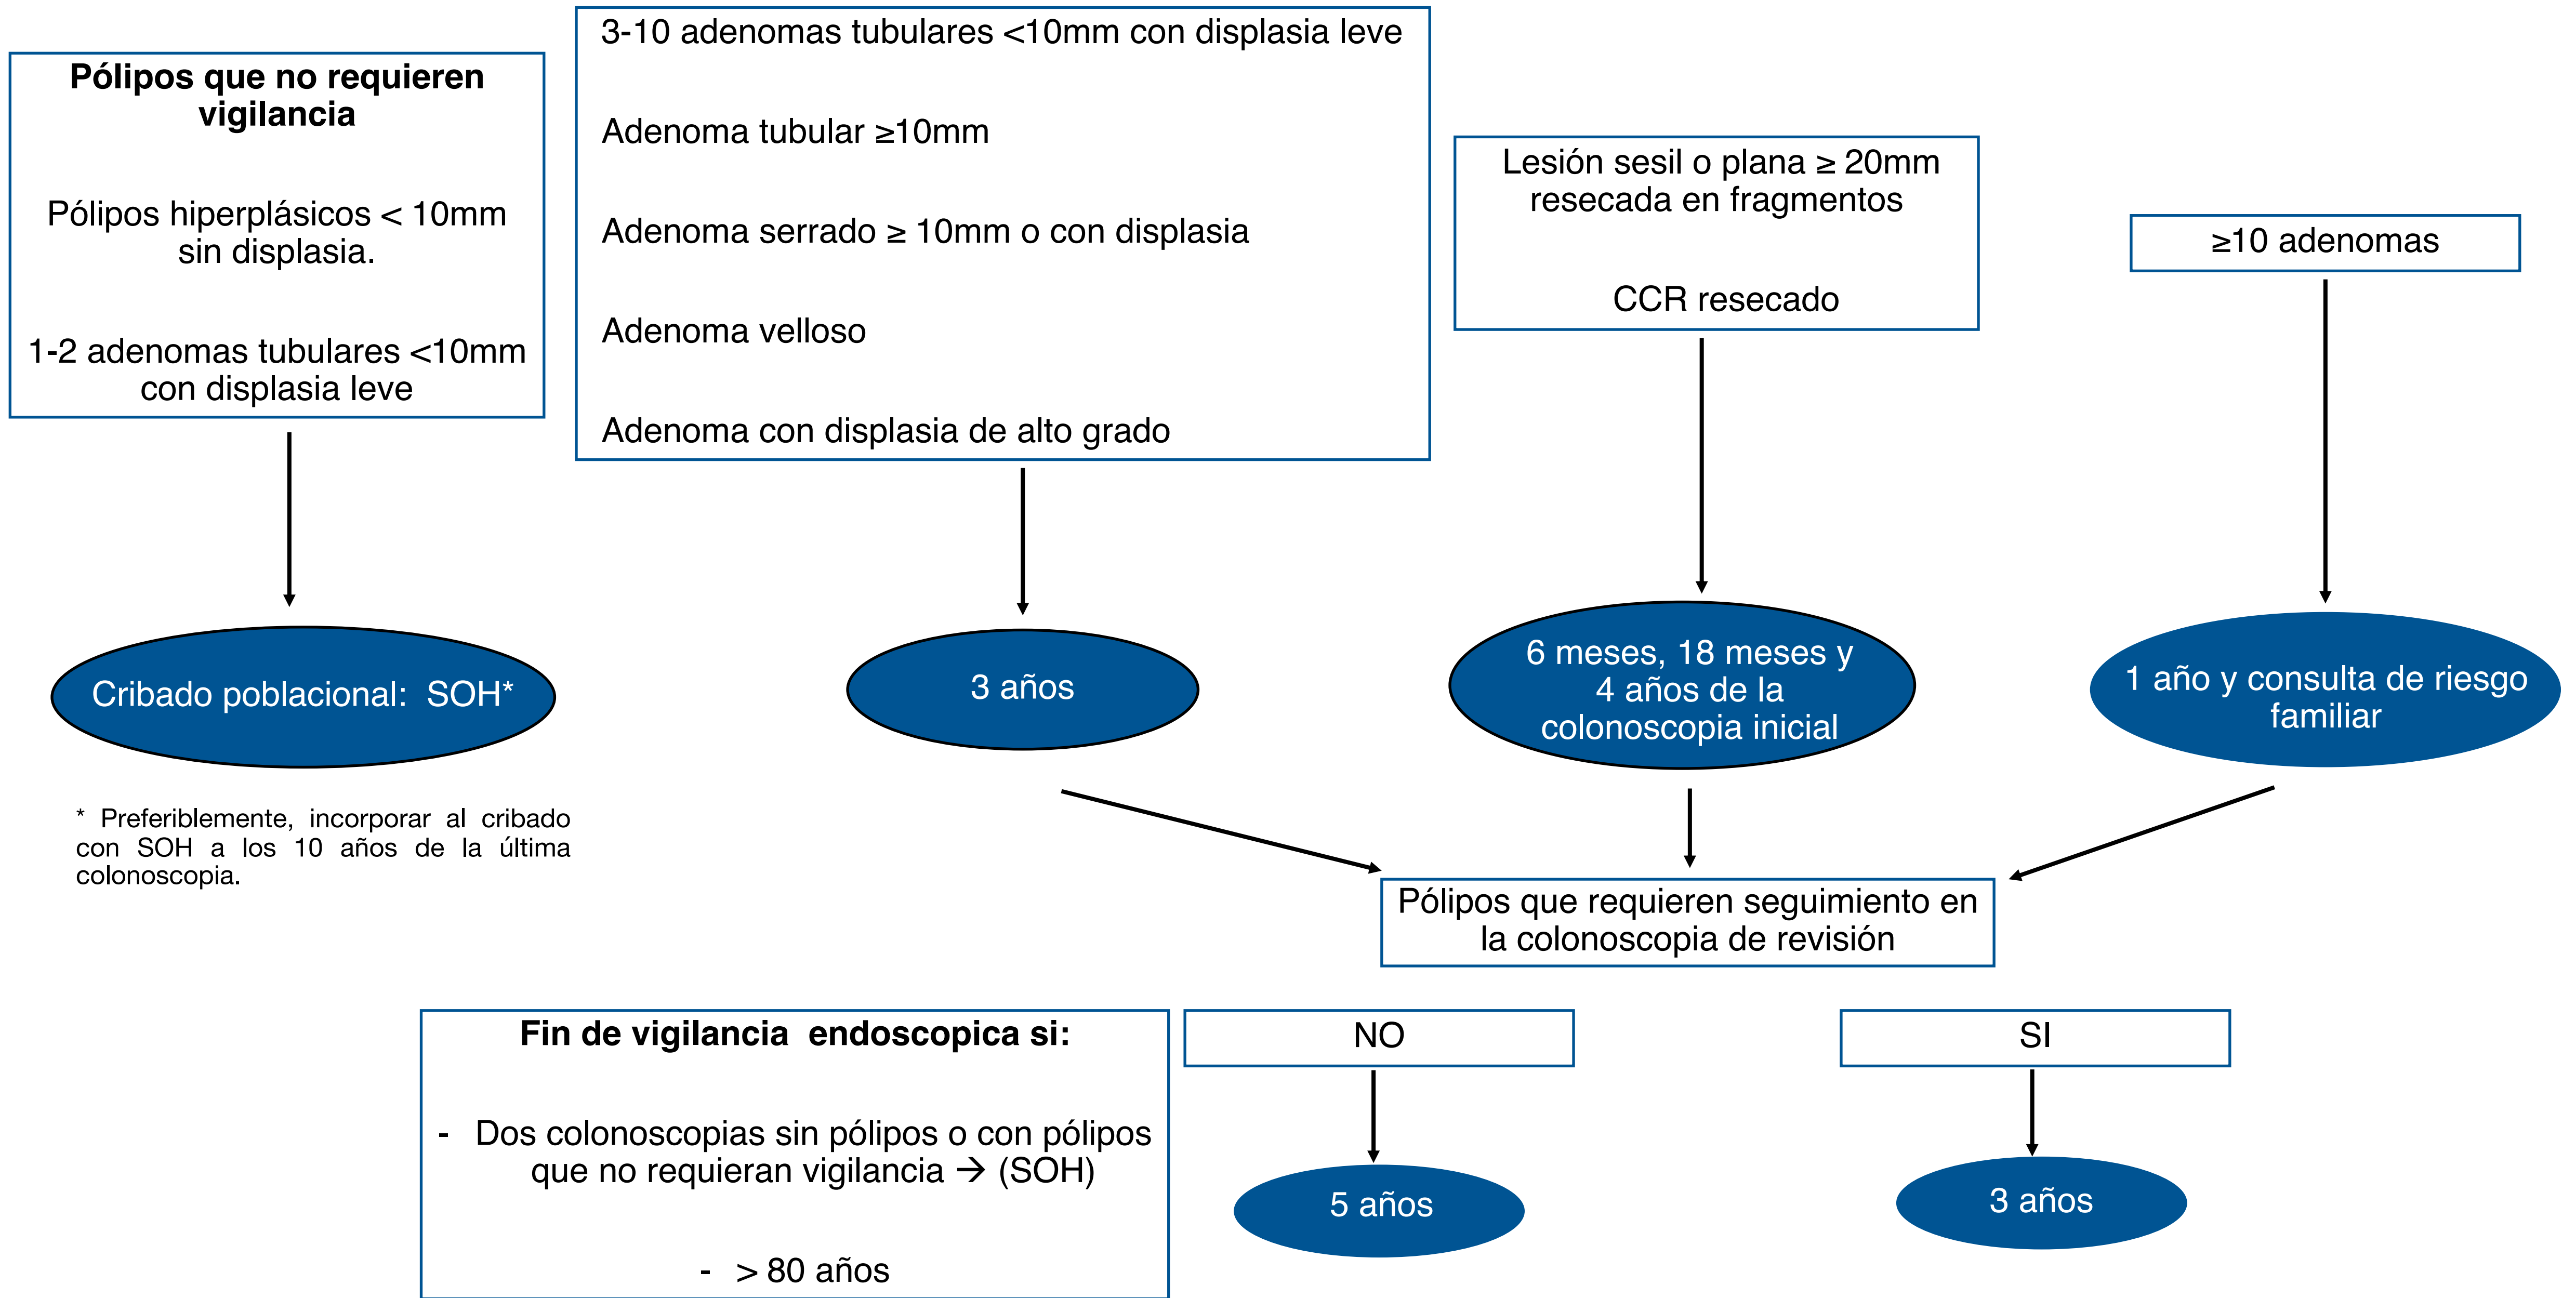 Pólipos que no requieren
vigilancia
Pólipos hiperplásicos < 10mm
sin displasia.
1-2 adenomas tubulares <10mm
con displasia leve
3-10 adenomas tubulares <10mm con displasia leve
Adenoma tubular ≥10mm
Adenoma serrado ≥ 10mm o con displasia
Adenoma velloso
Adenoma con displasia de alto grado
Lesión sesil o plana ≥ 20mm
resecada en fragmentos
CCR resecado
≥10 adenomas
Cribado poblacional: SOH*
3 años
6 meses, 18 meses y
4 años de la
colonoscopia inicial
1 año y consulta de riesgo
familiar
* Preferiblemente, incorporar al cribado
con SOH a los 10 años de la última
colonoscopia.
Pólipos que requieren seguimiento en
la colonoscopia de revisión
Fin de vigilancia endoscopica si:
- Dos colonoscopias sin pólipos o con pólipos
que no requieran vigilancia → (SOH)
- > 80 años
NO
SI
5 años
3 años